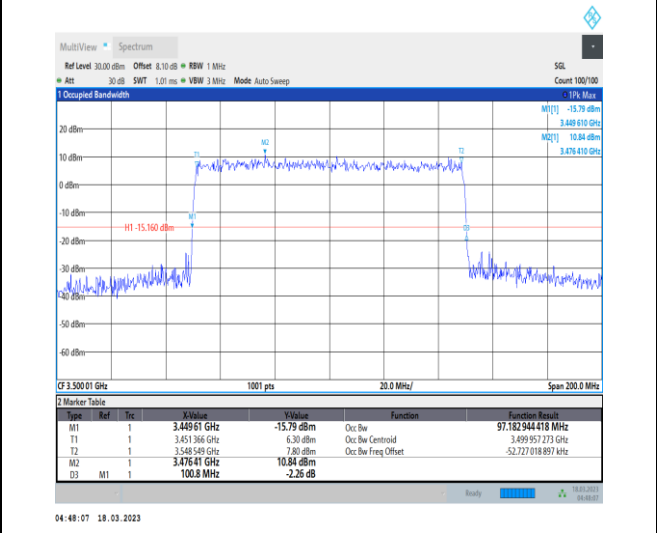 MultiView Spectrum
Ref Level 30.00 dBm Offset 8.10 dB RBW 1 MHz SGL
Att 30 dB SWT 1.01 ms VBW 3 MHz Mode Auto Sweep Count 100/100
1 Occupied Bandwidth 1Pk Max
M1[1] -15.79 dBm
3.449 610 GHz
M2[1] 10.84 dBm
3.476 410 GHz
20 dBm
M2
T1
T2
10 dBm
0 dBm
-10 dBm
M1
H1 -15.160 dBm
D3
-20 dBm
-30 dBm
-40 dBm
-50 dBm
-60 dBm
CF 3.500 01 GHz 1001 pts 20.0 MHz/ Span 200.0 MHz
2 Marker Table
Type Ref Trc X-Value Y-Value Function Function Result
M1 1 3.449 61 GHz -15.79 dBm Occ Bw 97.182 944 418 MHz
T1 1 3.451 366 GHz 6.30 dBm Occ Bw Centroid 3.499 957 273 GHz
T2 1 3.548 549 GHz 7.80 dBm Occ Bw Freq Offset -52.727 018 897 kHz
M2 1 3.476 41 GHz 10.84 dBm
D3 M1 1 100.8 MHz -2.26 dB
Ready 18.03.2023
04:48:07
04:48:07 18.03.2023